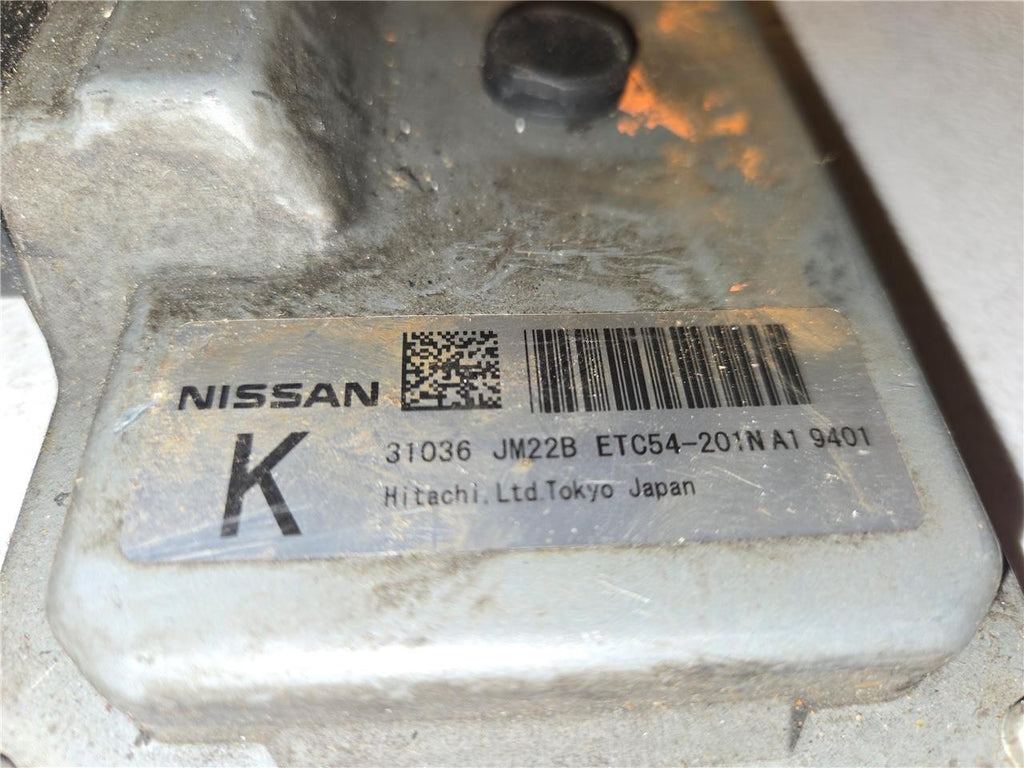 NISSAN
K
31036 JM22B ETC54-201N A1 9401
Hitachi,Ltd.Tokyo Japan